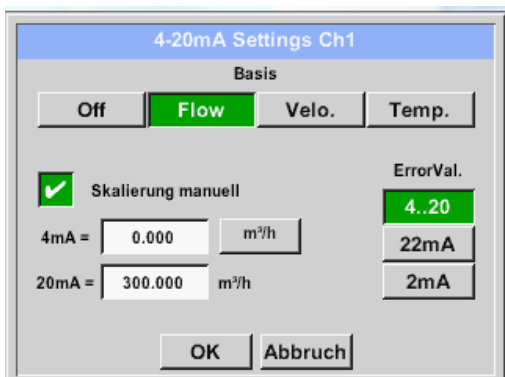 4-20mA Settings Ch1
Basis
Off Flow Velo. Temp.
ErrorVal.
Skalierung manuell
4..20
4mA = 0.000 m³/h
22mA
20mA = 300.000 m³/h
2mA
OK Abbruch